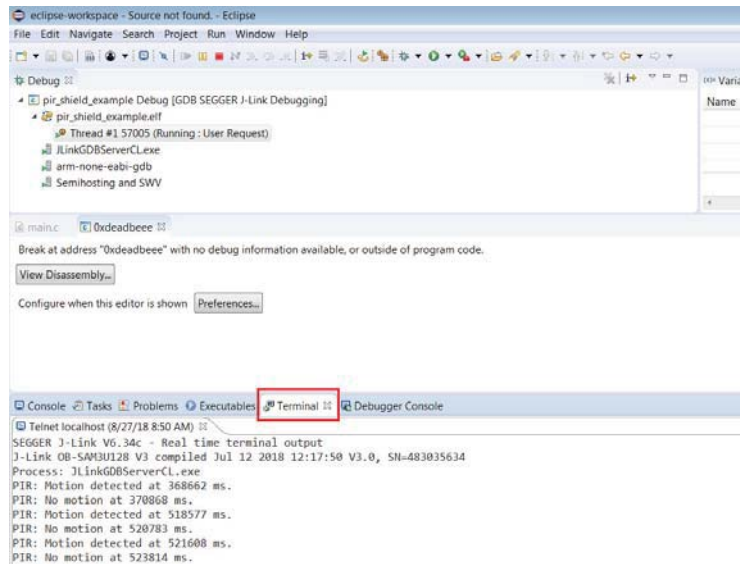 eclipse-workspace - Source not found. - Eclipse
File Edit Navigate Search Project Run Window Help
Debug
Name
pir_shield_example Debug [GDB SEGGER J-Link Debugging]
pir_shield_example.elf
Thread #1 57005 (Running : User Request)
JLinkGDBServerCL.exe
arm-none-eabi-gdb
Semihosting and SWV
main.c 0xdeadbeee
Break at address "0xdeadbeee" with no debug information available, or outside of program code.
View Disassembly...
Configure when this editor is shown Preferences...
Console Tasks Problems Executables Terminal Debugger Console
Telnet localhost (8/27/18 8:50 AM)
SEGGER J-Link V6.34c - Real time terminal output
J-Link OB-SAM3U128 V3 compiled Jul 12 2018 12:17:50 V3.0, SN=483035634
Process: JLinkGDBServerCL.exe
PIR: Motion detected at 368662 ms.
PIR: No motion at 370868 ms.
PIR: Motion detected at 518577 ms.
PIR: No motion at 520783 ms.
PIR: Motion detected at 521608 ms.
PIR: No motion at 523814 ms.